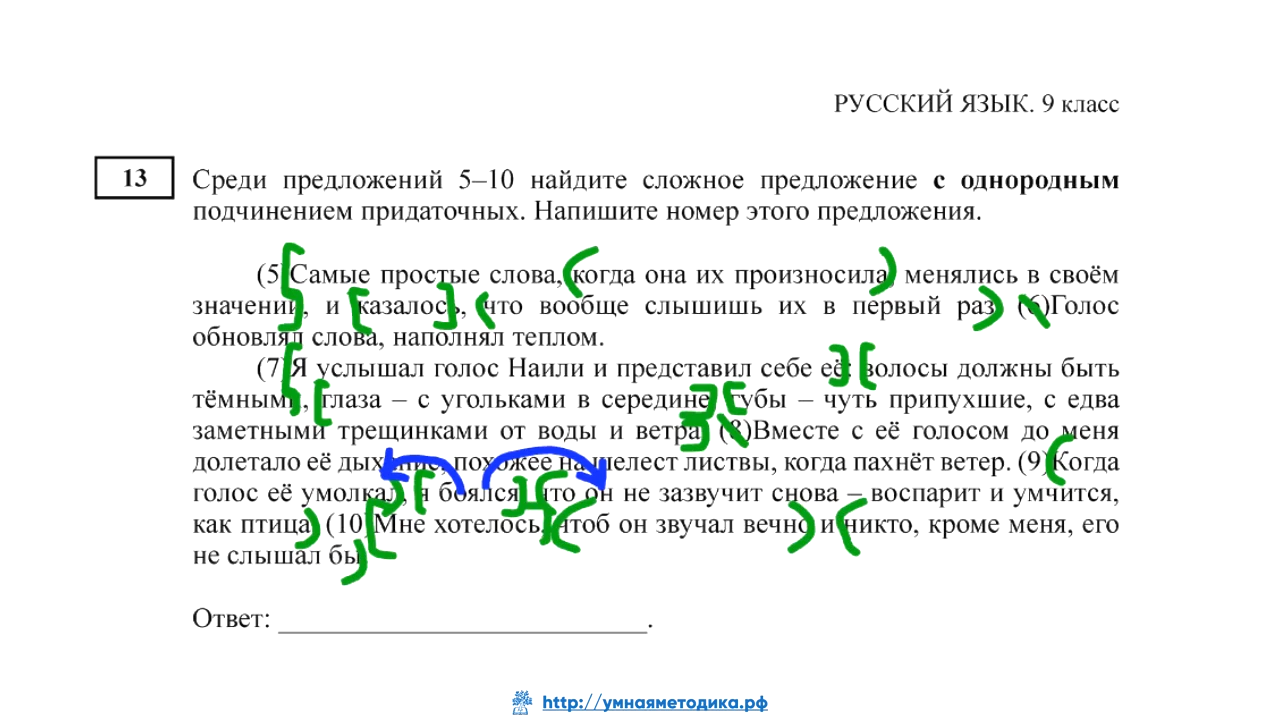 РУССКИЙ ЯЗЫК. 9 класс
13
Среди предложений 5–10 найдите сложное предложение с однородным
подчинением придаточных. Напишите номер этого предложения.
(5)Самые простые слова, когда она их произносила, менялись в своём
значении, и казалось, что вообще слышишь их в первый раз. (6)Голос
обновлял слова, наполнял теплом.
(7)Я услышал голос Наили и представил себе её: волосы должны быть
тёмными, глаза – с угольками в середине, губы – чуть припухшие, с едва
заметными трещинками от воды и ветра. (8)Вместе с её голосом до меня
долетало её дыхание, похожее на шелест листвы, когда пахнёт ветер. (9)Когда
голос её умолкал, я боялся, что он не зазвучит снова – воспарит и умчится,
как птица. (10)Мне хотелось, чтоб он звучал вечно и никто, кроме меня, его
не слышал бы.
Ответ: ___________________________.
http://умнаяметодика.рф